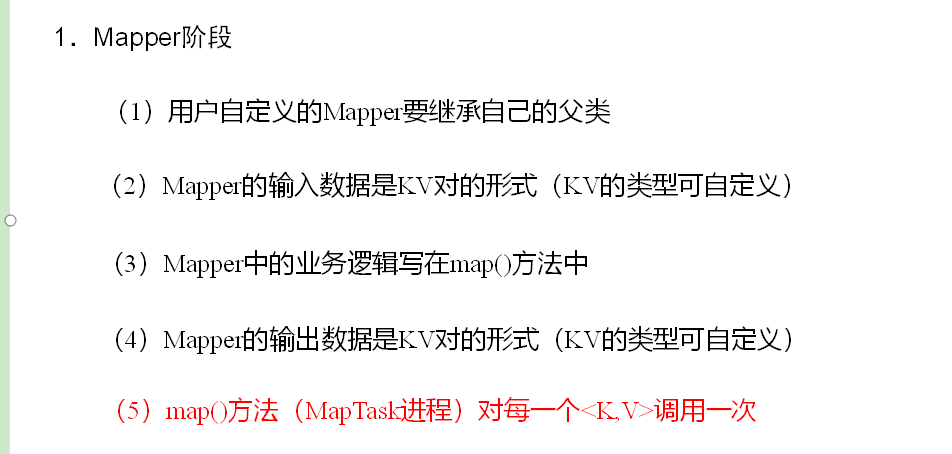 1．Mapper阶段
（1）用户自定义的Mapper要继承自己的父类
（2）Mapper的输入数据是KV对的形式（KV的类型可自定义）
（3）Mapper中的业务逻辑写在map()方法中
（4）Mapper的输出数据是KV对的形式（KV的类型可自定义）
（5）map()方法（MapTask进程）对每一个<K,V>调用一次